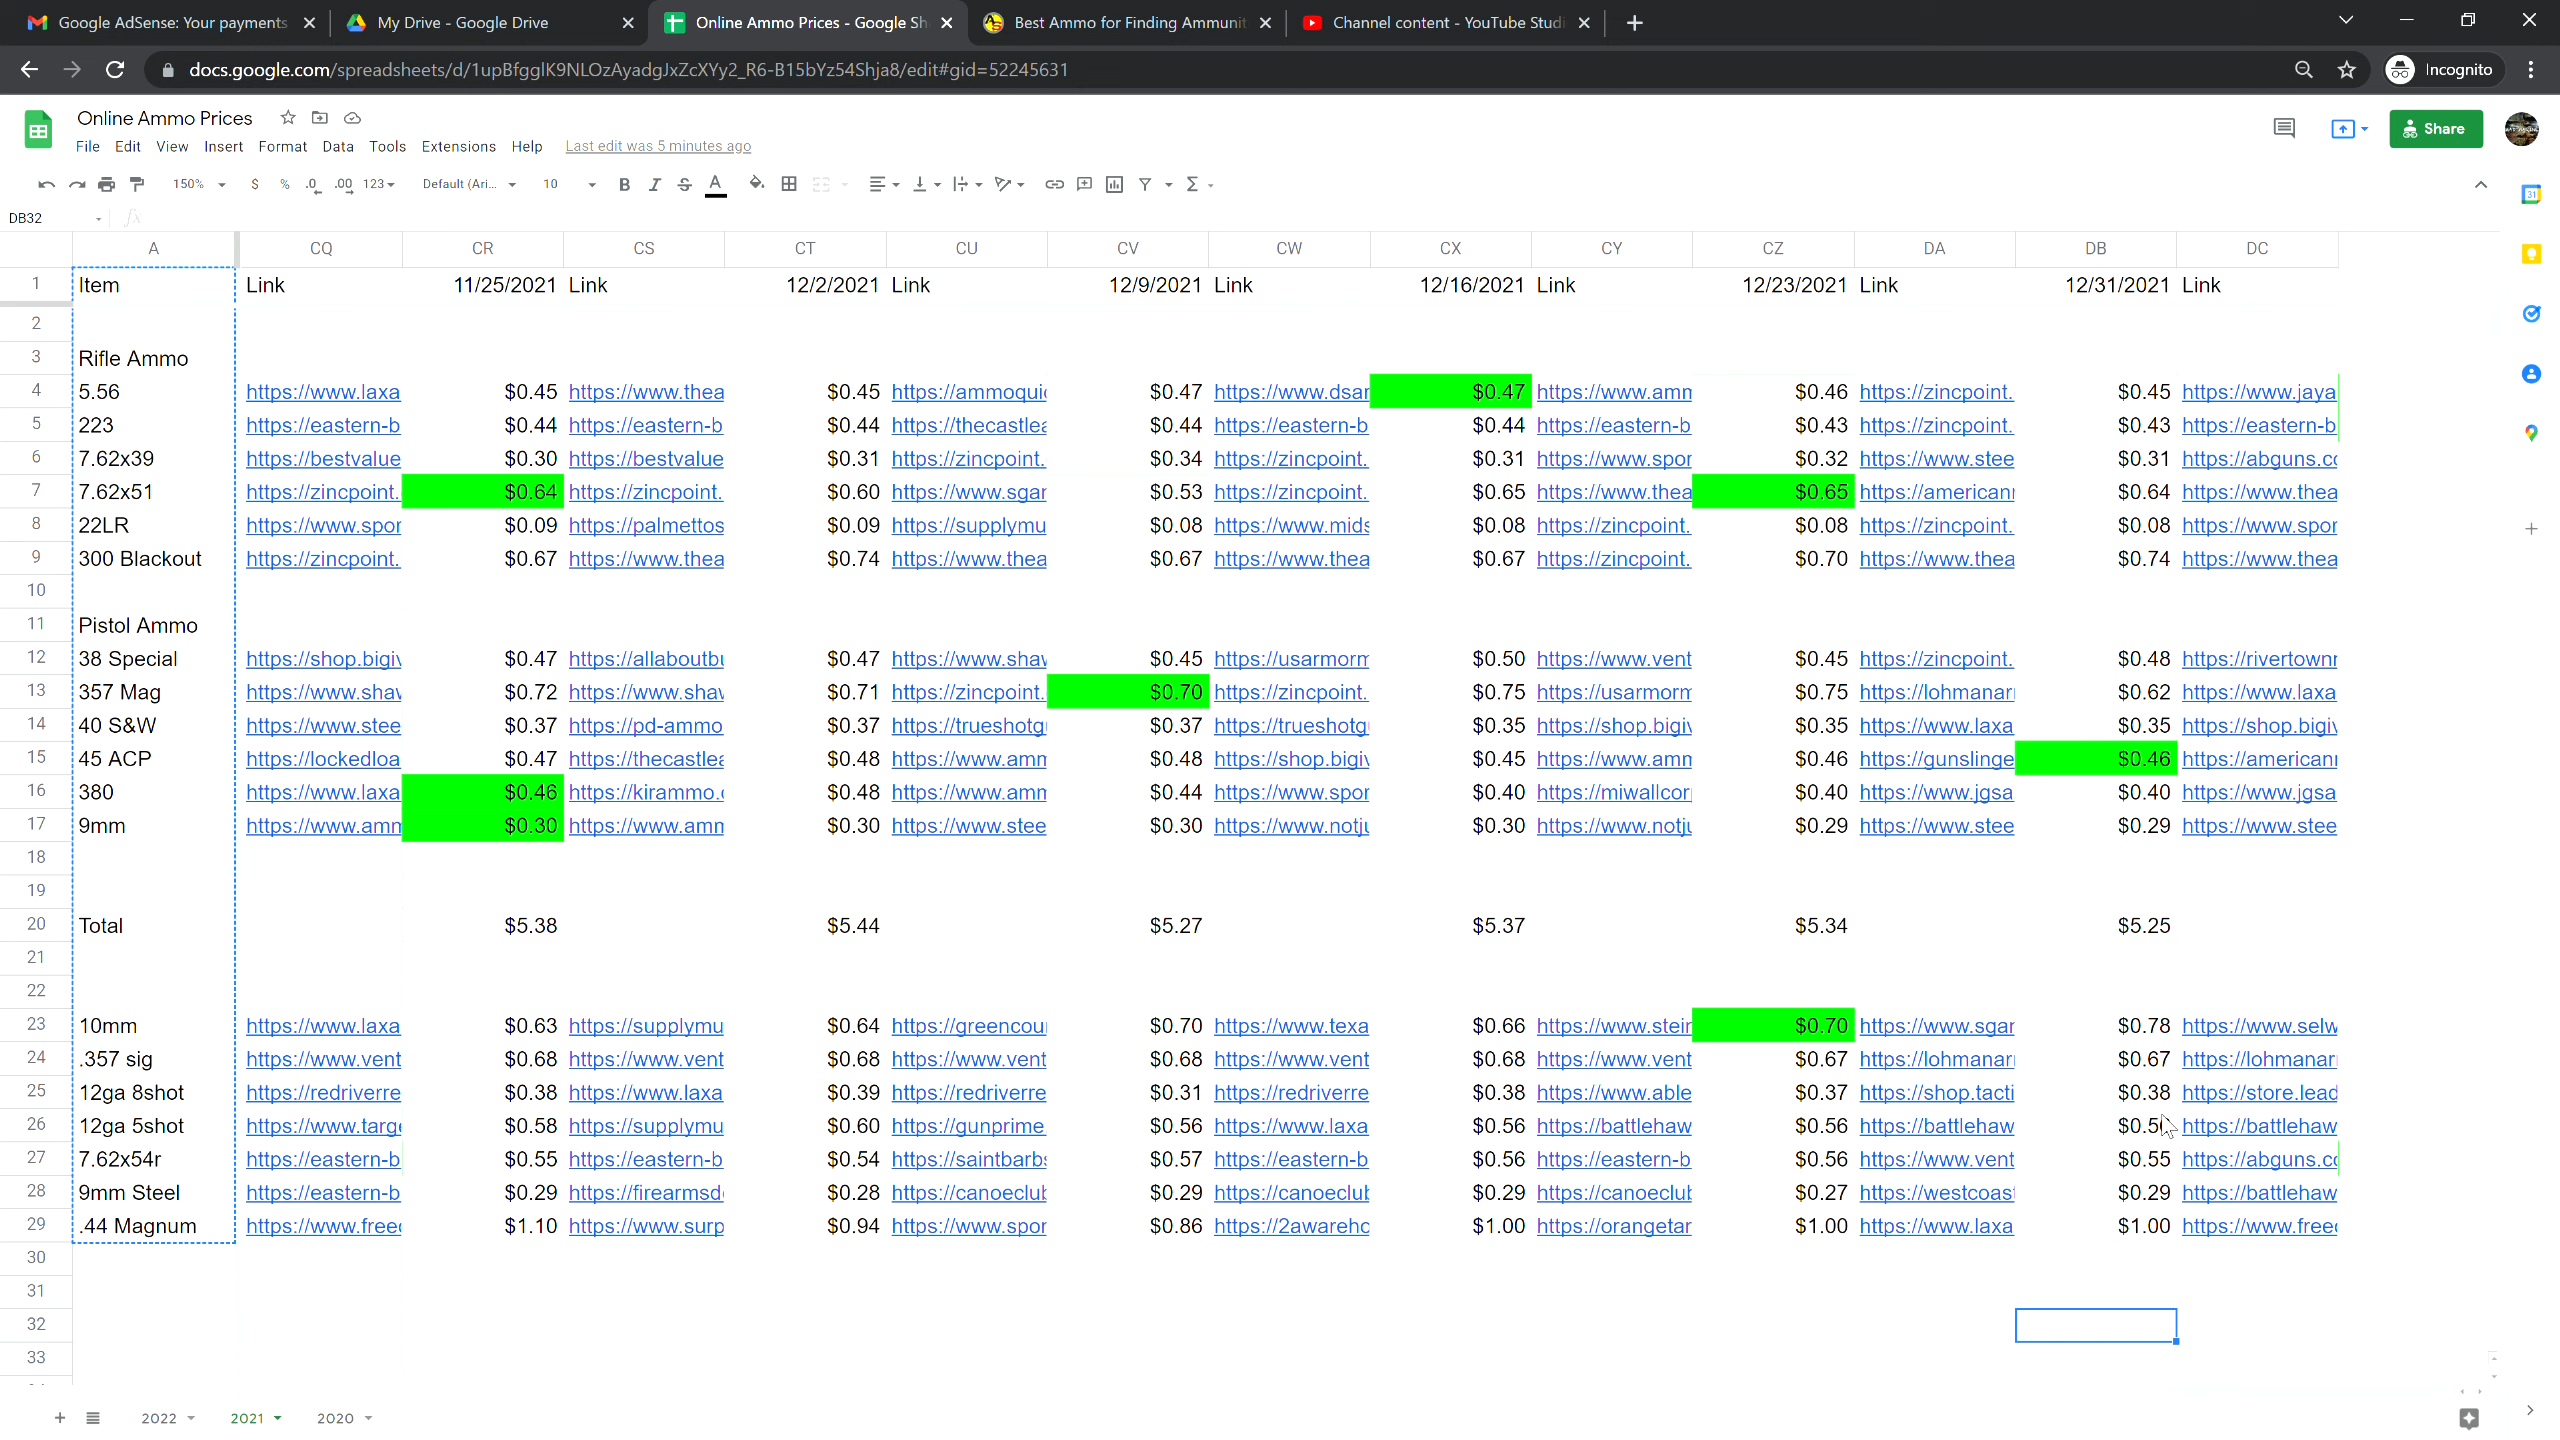 Google AdSense: Your payments
My Drive - Google Drive
Online Ammo Prices - Google Sh
Best Ammo for Finding Ammunit
Channel content - YouTube Studi
docs.google.com/spreadsheets/d/1upBfgglK9NLOzAyadgJxZcXYy2_R6-B15bYz54Shja8/edit#gid=52245631
Incognito
Online Ammo Prices
Share
File Edit View Insert Format Data Tools Extensions Help Last edit was 5 minutes ago
150% $ % .0 .00 123 Default (Ari... 10 B I S A
31
DB32 fx
A CQ CR CS CT CU CV CW CX CY CZ DA DB DC
1 Item Link 11/25/2021 Link 12/2/2021 Link 12/9/2021 Link 12/16/2021 Link 12/23/2021 Link 12/31/2021 Link
2
3 Rifle Ammo
4 5.56 https://www.laxa $0.45 https://www.thea $0.45 https://ammoqui $0.47 https://www.dsar $0.47 https://www.amn $0.46 https://zincpoint. $0.45 https://www.jaya
5 223 https://eastern-b $0.44 https://eastern-b $0.44 https://thecastlea $0.44 https://eastern-b $0.44 https://eastern-b $0.43 https://zincpoint. $0.43 https://eastern-b
6 7.62x39 https://bestvalue $0.30 https://bestvalue $0.31 https://zincpoint. $0.34 https://zincpoint. $0.31 https://www.spor $0.32 https://www.stee $0.31 https://abguns.co
7 7.62x51 https://zincpoint. $0.64 https://zincpoint. $0.60 https://www.sgar $0.53 https://zincpoint. $0.65 https://www.thea $0.65 https://american $0.64 https://www.thea
8 22LR https://www.spor $0.09 https://palmettos $0.09 https://supplymu $0.08 https://www.mids $0.08 https://zincpoint. $0.08 https://zincpoint. $0.08 https://www.spor
9 300 Blackout https://zincpoint. $0.67 https://www.thea $0.74 https://www.thea $0.67 https://www.thea $0.67 https://zincpoint. $0.70 https://www.thea $0.74 https://www.thea
10
11 Pistol Ammo
12 38 Special https://shop.bigiv $0.47 https://allaboutbu $0.47 https://www.shaw $0.45 https://usarmorm $0.50 https://www.vent $0.45 https://zincpoint. $0.48 https://rivertown
13 357 Mag https://www.shaw $0.72 https://www.shaw $0.71 https://zincpoint. $0.70 https://zincpoint. $0.75 https://usarmorm $0.75 https://lohmanar $0.62 https://www.laxa
14 40 S&W https://www.stee $0.37 https://pd-ammo $0.37 https://trueshotg $0.37 https://trueshotg $0.35 https://shop.bigiv $0.35 https://www.laxa $0.35 https://shop.bigiv
15 45 ACP https://lockedloa $0.47 https://thecastlea $0.48 https://www.amn $0.48 https://shop.bigiv $0.45 https://www.amn $0.46 https://gunslinge $0.46 https://american
16 380 https://www.laxa $0.46 https://kirammo. $0.48 https://www.amn $0.44 https://www.spor $0.40 https://miwallcor $0.40 https://www.jgsa $0.40 https://www.jgsa
17 9mm https://www.amn $0.30 https://www.amn $0.30 https://www.stee $0.30 https://www.notju $0.30 https://www.notju $0.29 https://www.stee $0.29 https://www.stee
18
19
20 Total $5.38 $5.44 $5.27 $5.37 $5.34 $5.25
21
22
23 10mm https://www.laxa $0.63 https://supplymu $0.64 https://greencou $0.70 https://www.texa $0.66 https://www.stein $0.70 https://www.sgar $0.78 https://www.selw
24 .357 sig https://www.vent $0.68 https://www.vent $0.68 https://www.vent $0.68 https://www.vent $0.68 https://www.vent $0.67 https://lohmanar $0.67 https://lohmanar
25 12ga 8shot https://redriverre $0.38 https://www.laxa $0.39 https://redriverre $0.31 https://redriverre $0.38 https://www.able $0.37 https://shop.tacti $0.38 https://store.lead
26 12ga 5shot https://www.targe $0.58 https://supplymu $0.60 https://gunprime $0.56 https://www.laxa $0.56 https://battlehaw $0.56 https://battlehaw https://battlehaw
27 7.62x54r https://eastern-b $0.55 https://eastern-b $0.54 https://saintbarbs $0.57 https://eastern-b $0.56 https://eastern-b $0.56 https://www.vent $0.55 https://abguns.co
28 9mm Steel https://eastern-b $0.29 https://firearmsd $0.28 https://canoeclub $0.29 https://canoeclub $0.29 https://canoeclub $0.27 https://westcoast $0.29 https://battlehaw
29 .44 Magnum https://www.freed $1.10 https://www.surp $0.94 https://www.spor $0.86 https://2awareho $1.00 https://orangetar $1.00 https://www.laxa $1.00 https://www.freed
30
31
32
33
2022 2021 2020